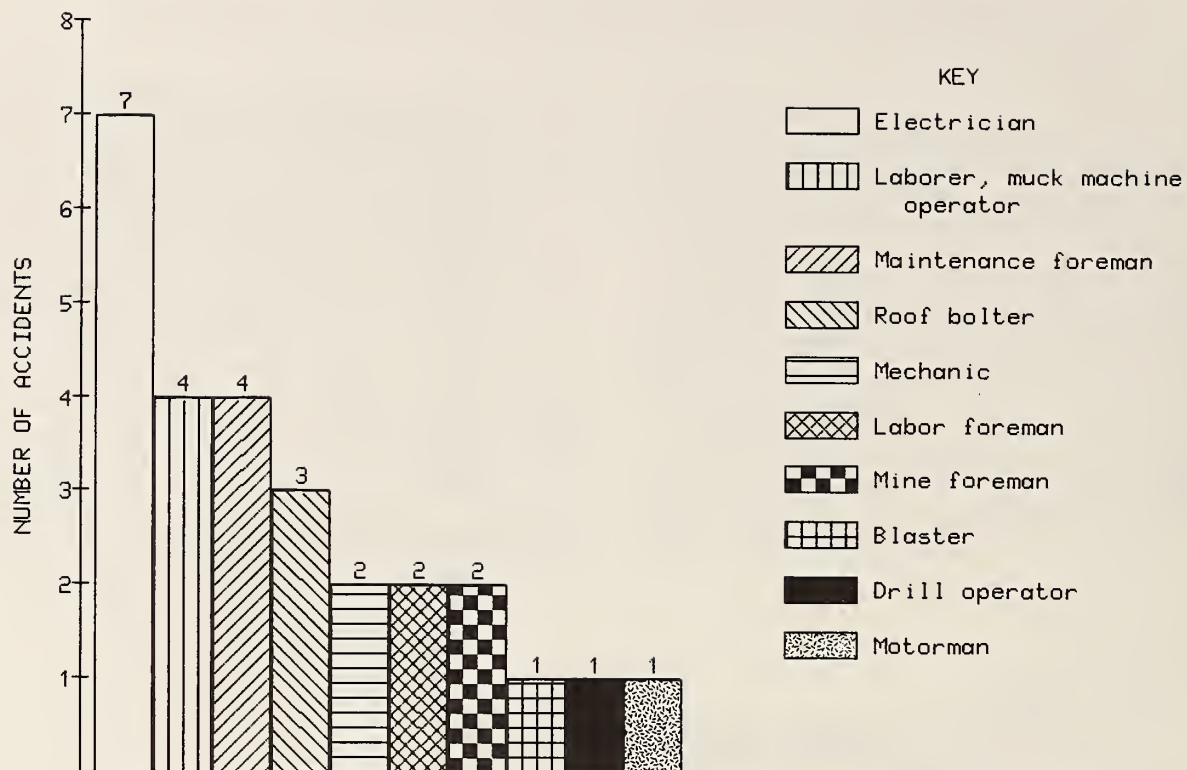 8
7
7
6
5
4
4 4
3
3
2
2 2 2
1
1 1 1
NUMBER OF ACCIDENTS
KEY
Electrician
Laborer, muck machine
operator
Maintenance foreman
Roof bolter
Mechanic
Labor foreman
Mine foreman
Blaster
Drill operator
Motorman